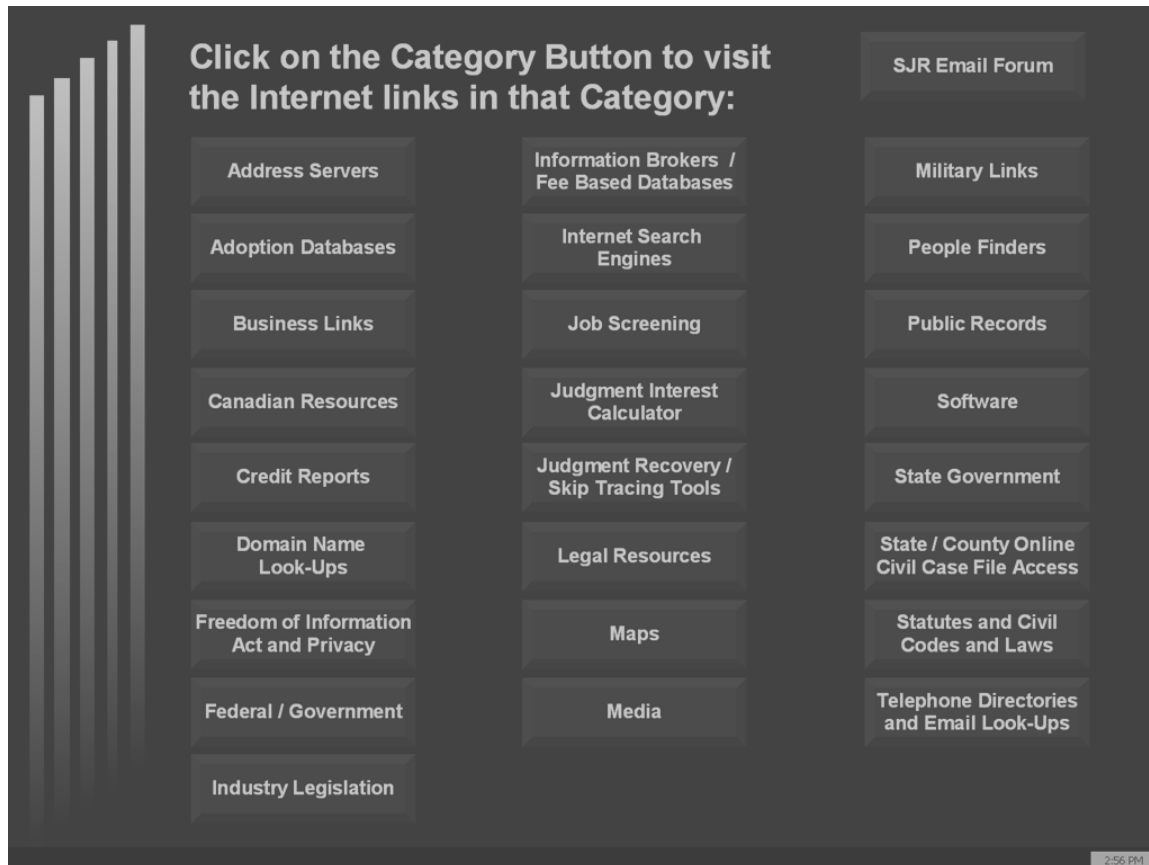 Click on the Category Button to visit
the Internet links in that Category:
SJR Email Forum
Address Servers
Adoption Databases
Business Links
Canadian Resources
Credit Reports
Domain Name
Look-Ups
Freedom of Information
Act and Privacy
Federal / Government
Industry Legislation
Information Brokers /
Fee Based Databases
Internet Search
Engines
Job Screening
Judgment Interest
Calculator
Judgment Recovery /
Skip Tracing Tools
Legal Resources
Maps
Media
Military Links
People Finders
Public Records
Software
State Government
State / County Online
Civil Case File Access
Statutes and Civil
Codes and Laws
Telephone Directories
and Email Look-Ups
2:56 PM